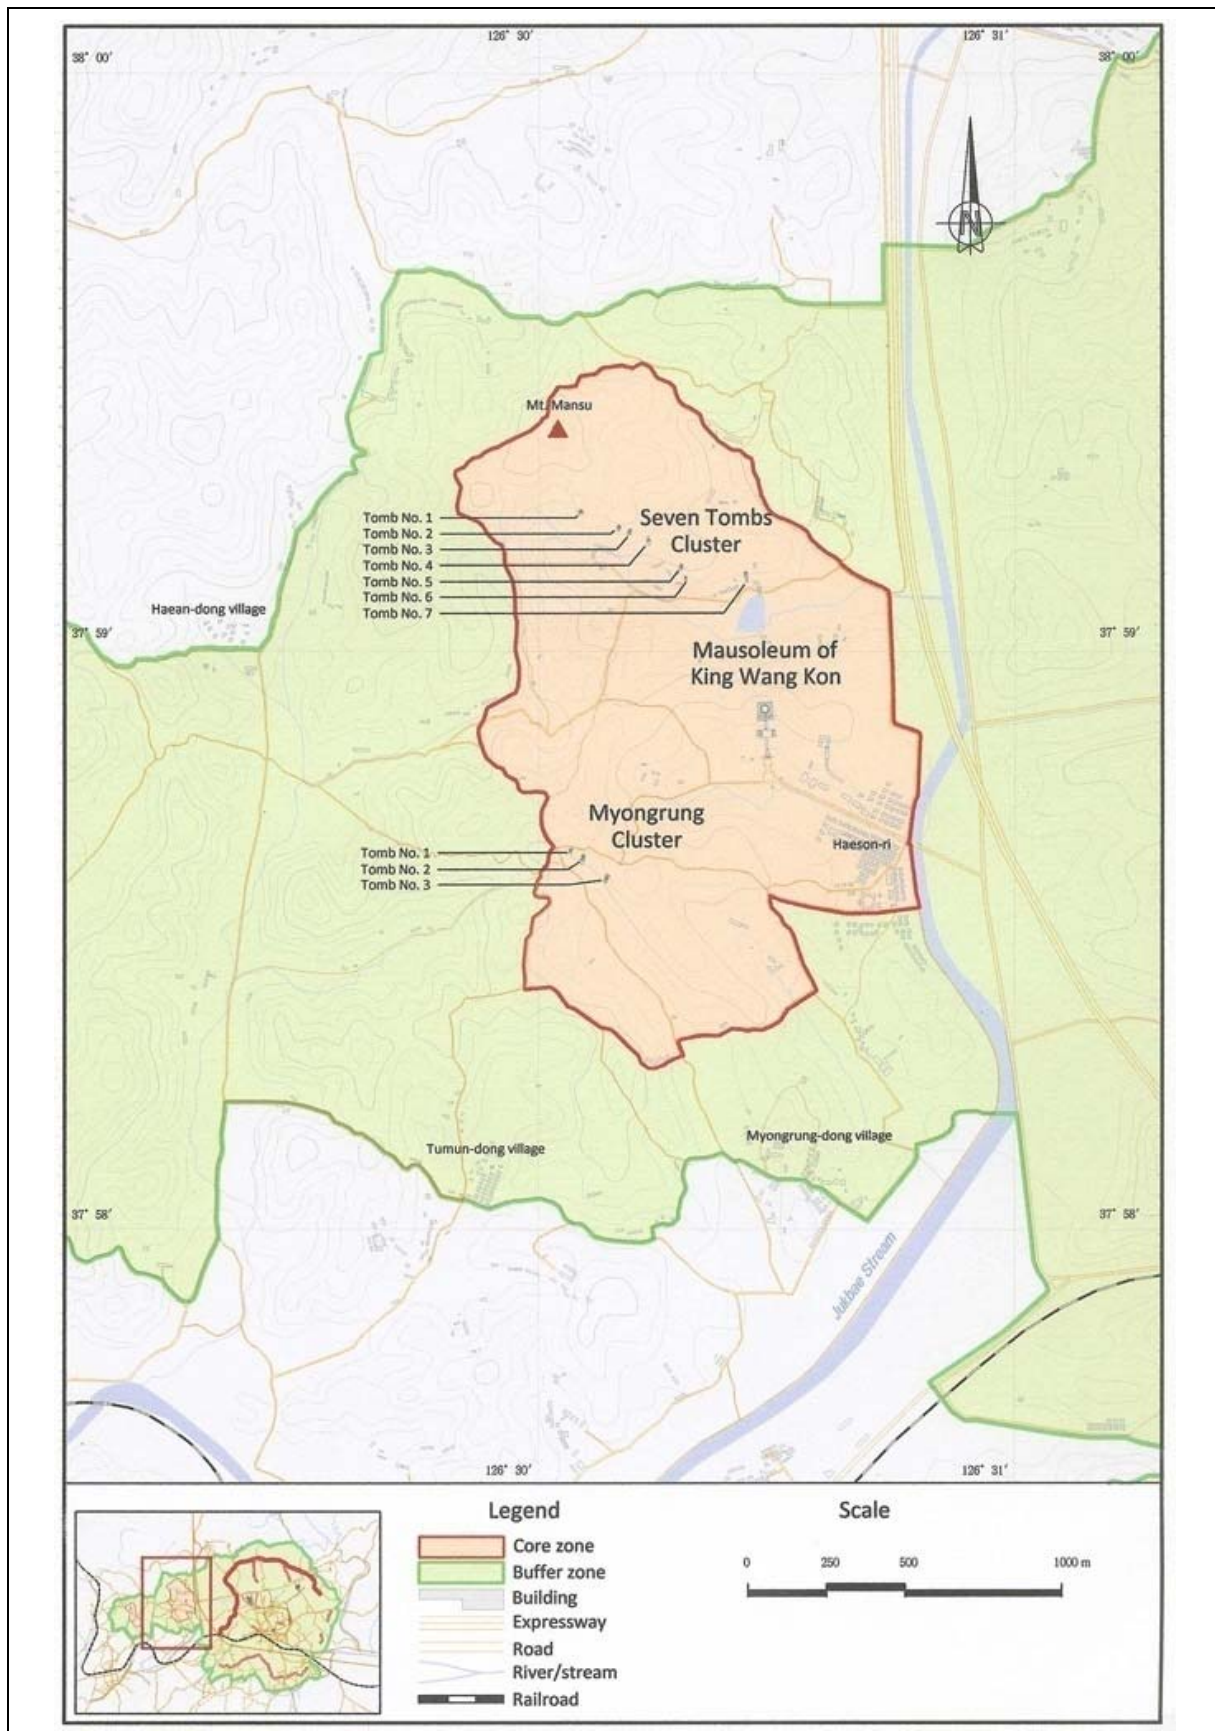 126° 30′
126° 31′
38° 00′
38° 00′
N
Mt. Mansu
Tomb No. 1
Tomb No. 2
Tomb No. 3
Tomb No. 4
Tomb No. 5
Tomb No. 6
Tomb No. 7
Seven Tombs
Cluster
Haean-dong village
37° 59′
37° 59′
Mausoleum of
King Wang Kon
Myongrung
Cluster
Haeson-ri
Tomb No. 1
Tomb No. 2
Tomb No. 3
Tumun-dong village
Myongrung-dong village
37° 58′
37° 58′
Jukbae Stream
126° 30′
126° 31′
Legend
Core zone
Buffer zone
Building
Expressway
Road
River/stream
Railroad
Scale
0 250 500 1000 m